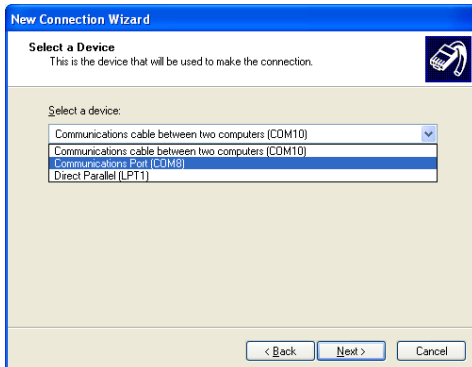 New Connection Wizard
Select a Device
This is the device that will be used to make the connection.
Select a device:
Communications cable between two computers (COM10)
Communications cable between two computers (COM10)
Communications Port (COM8)
Direct Parallel (LPT1)
< Back Next > Cancel